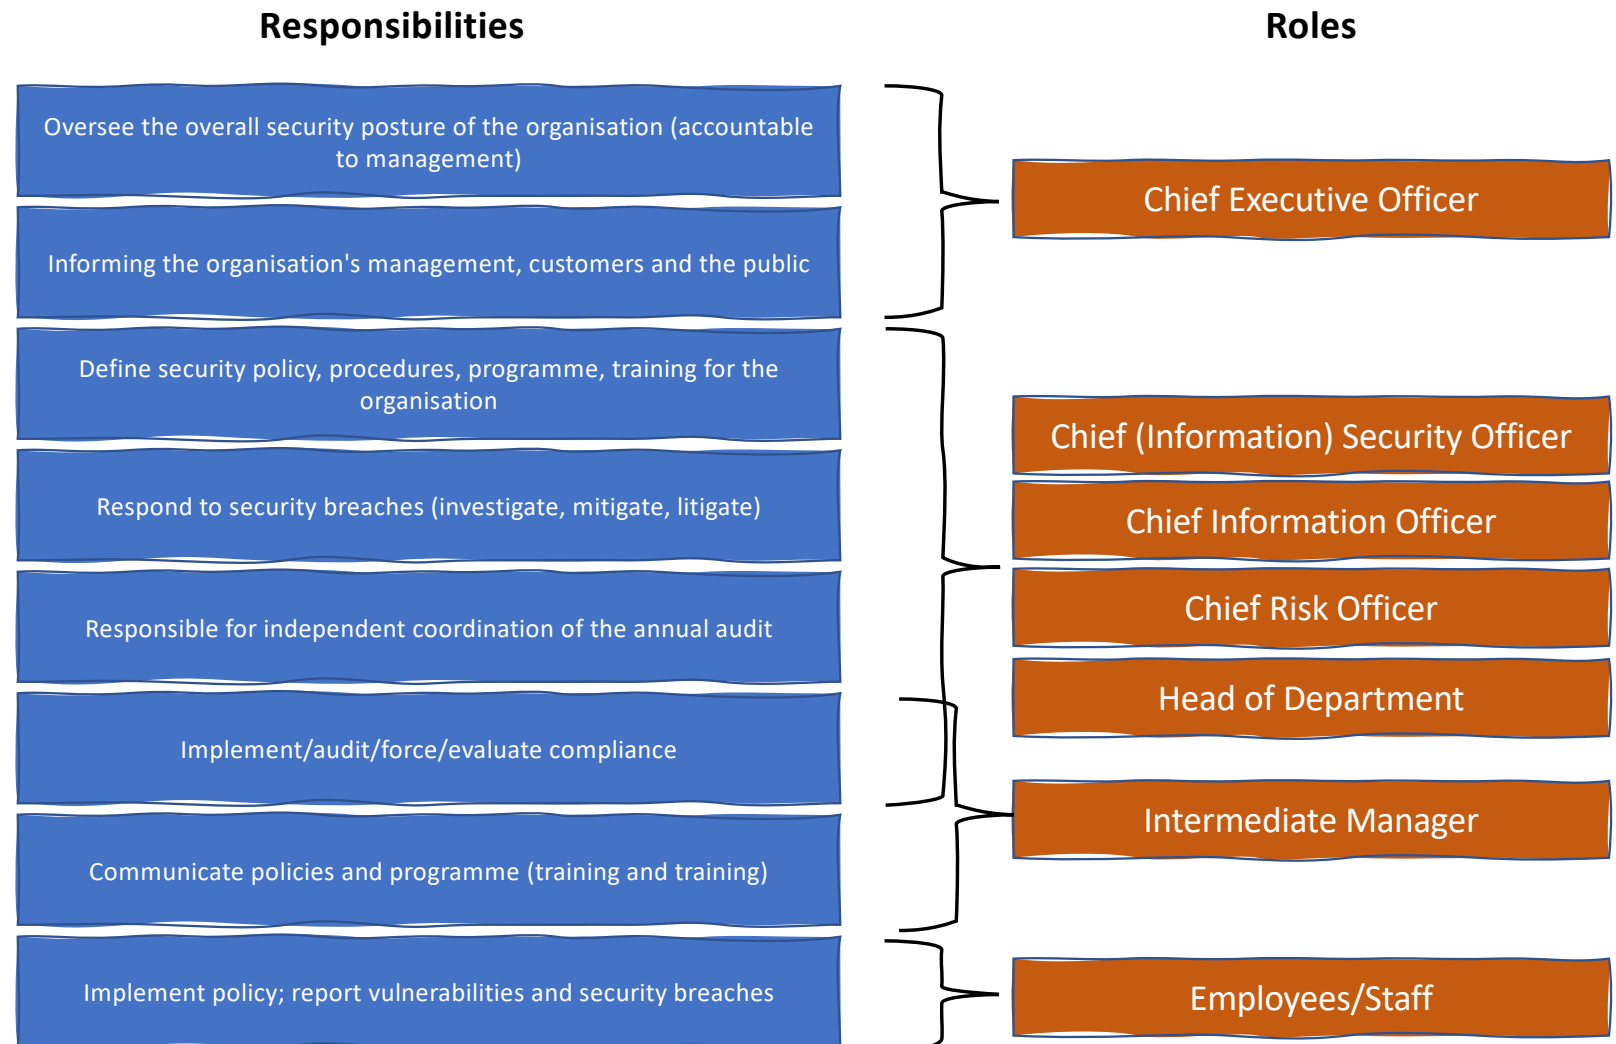 Responsibilities
Roles
Oversee the overall security posture of the organisation (accountable
to management)
Informing the organisation's management, customers and the public
Define security policy, procedures, programme, training for the
organisation
Respond to security breaches (investigate, mitigate, litigate)
Responsible for independent coordination of the annual audit
Implement/audit/force/evaluate compliance
Communicate policies and programme (training and training)
Implement policy; report vulnerabilities and security breaches
Chief Executive Officer
Chief (Information) Security Officer
Chief Information Officer
Chief Risk Officer
Head of Department
Intermediate Manager
Employees/Staff